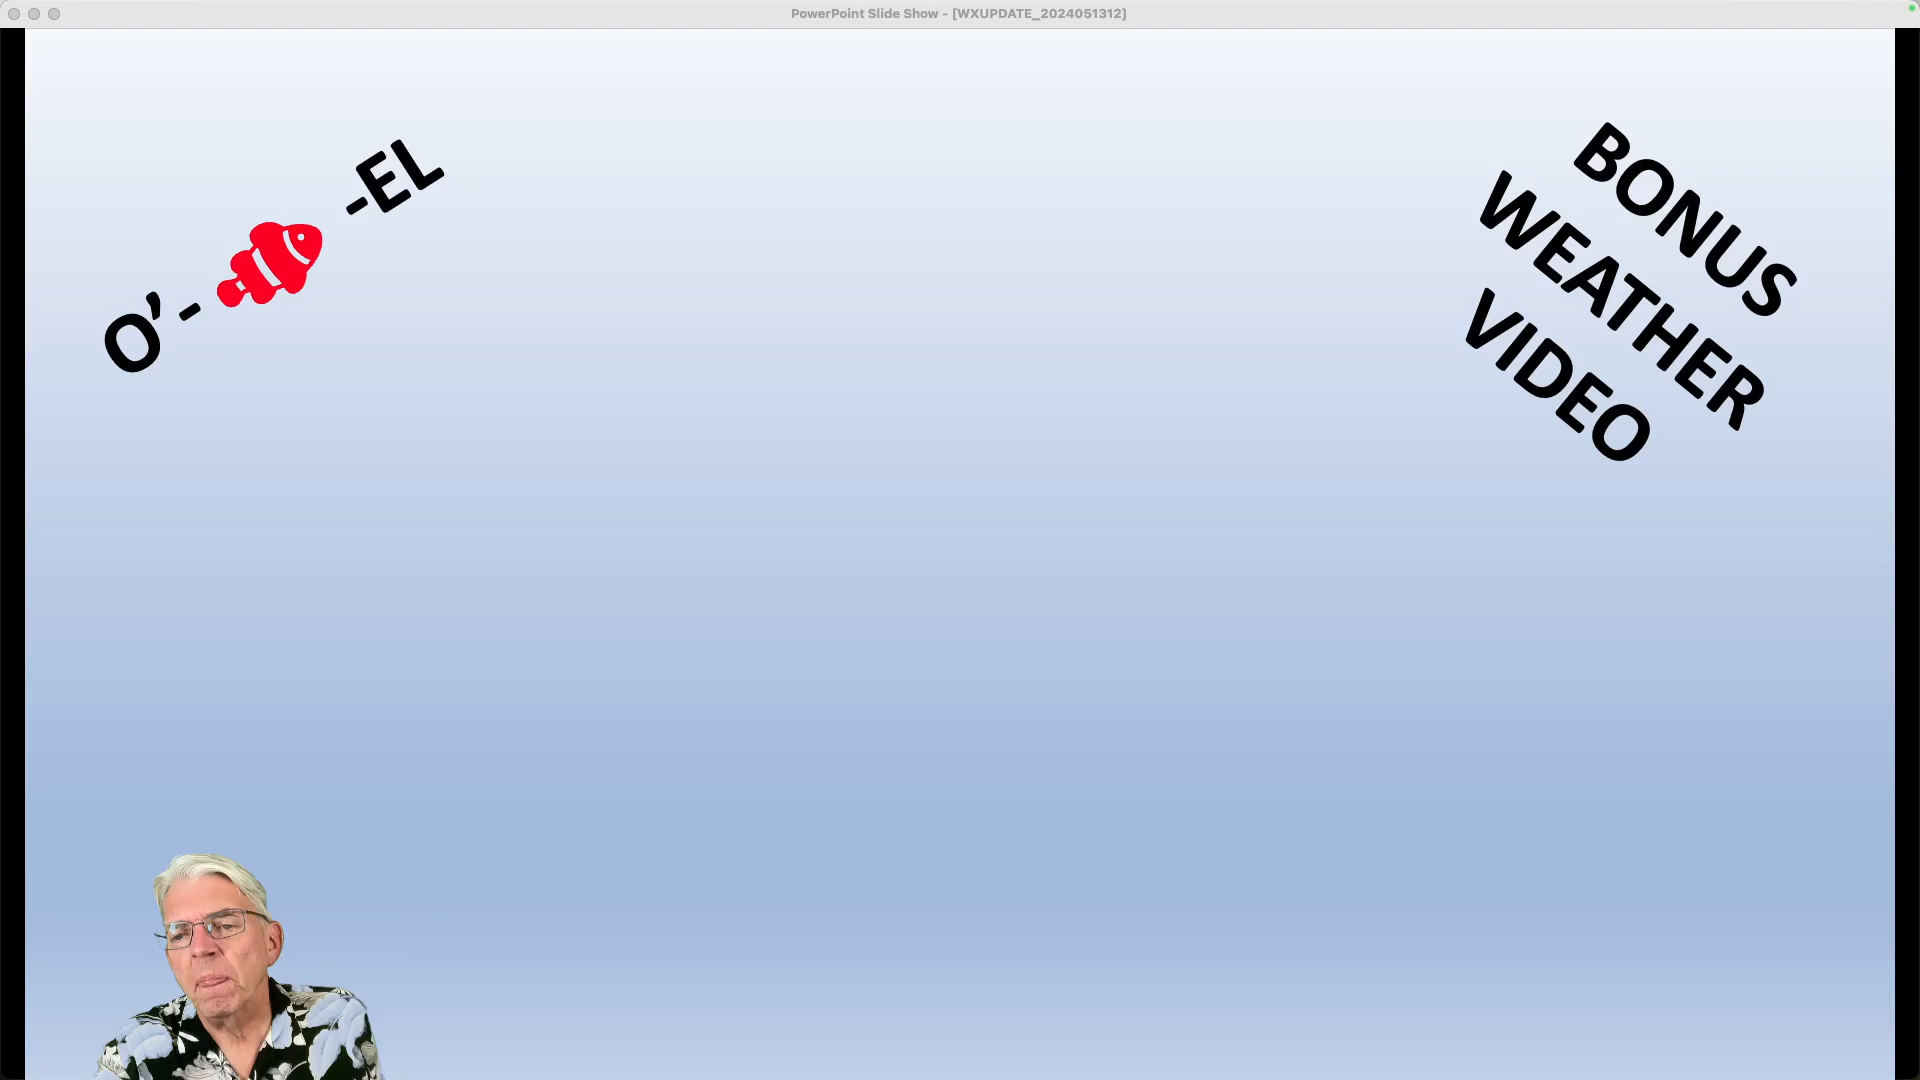 PowerPoint Slide Show - [WXUPDATE_2024051312]
O’- -EL
BONUS
WEATHER
VIDEO